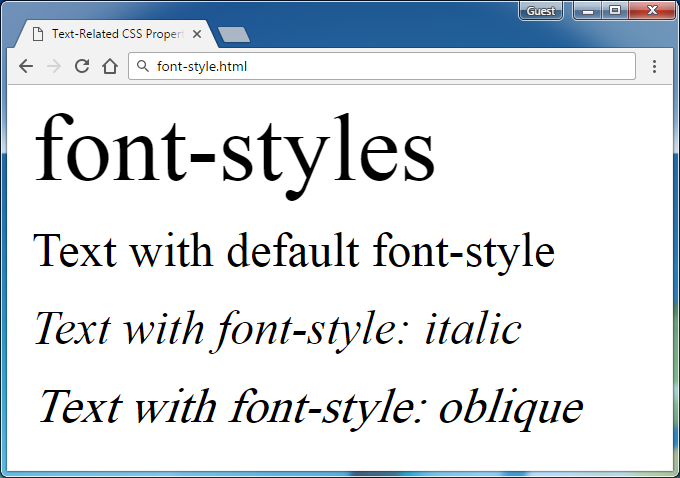 Guest
Text-Related CSS Proper
font-style.html
font-styles
Text with default font-style
Text with font-style: italic
Text with font-style: oblique